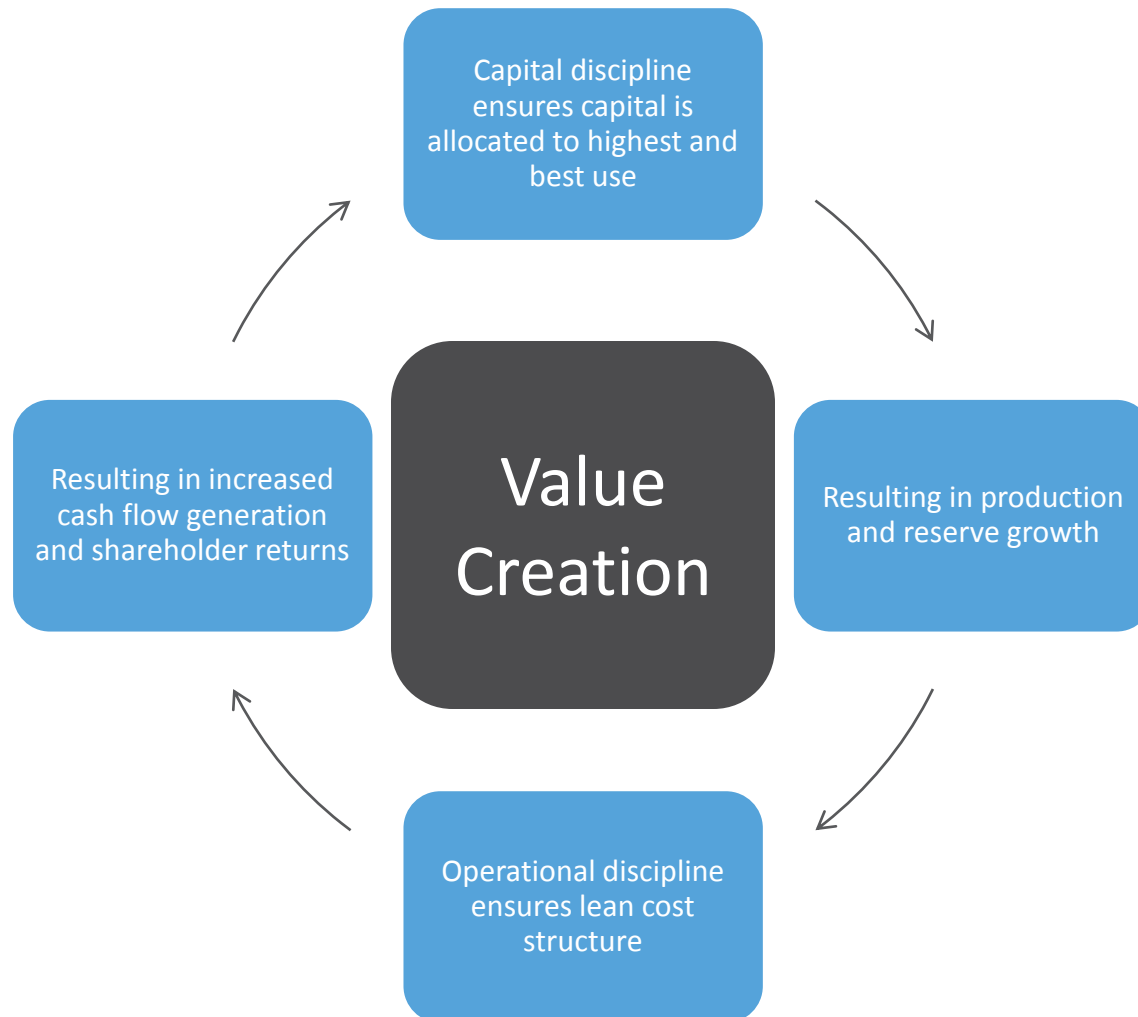 Capital discipline
ensures capital is
allocated to highest and
best use
Resulting in increased
cash flow generation
and shareholder returns
Value
Creation
Resulting in production
and reserve growth
Operational discipline
ensures lean cost
structure